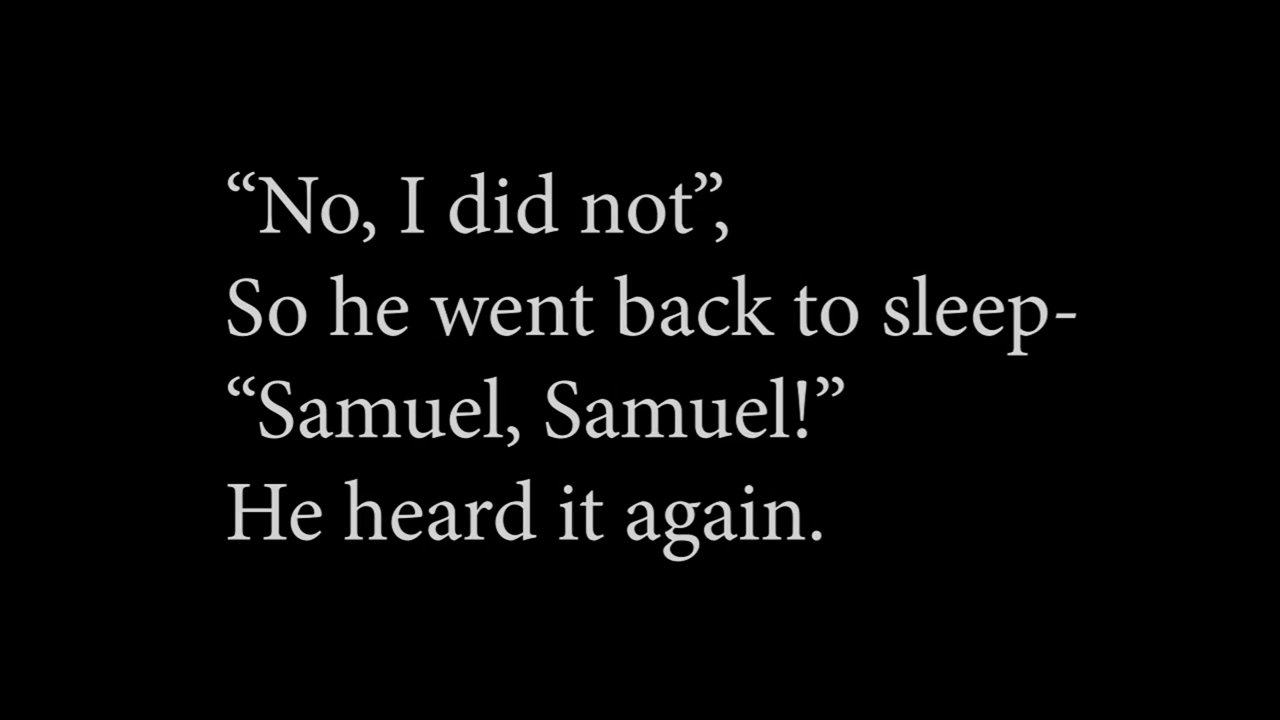 “No, I did not”,
So he went back to sleep-
“Samuel, Samuel!”
He heard it again.